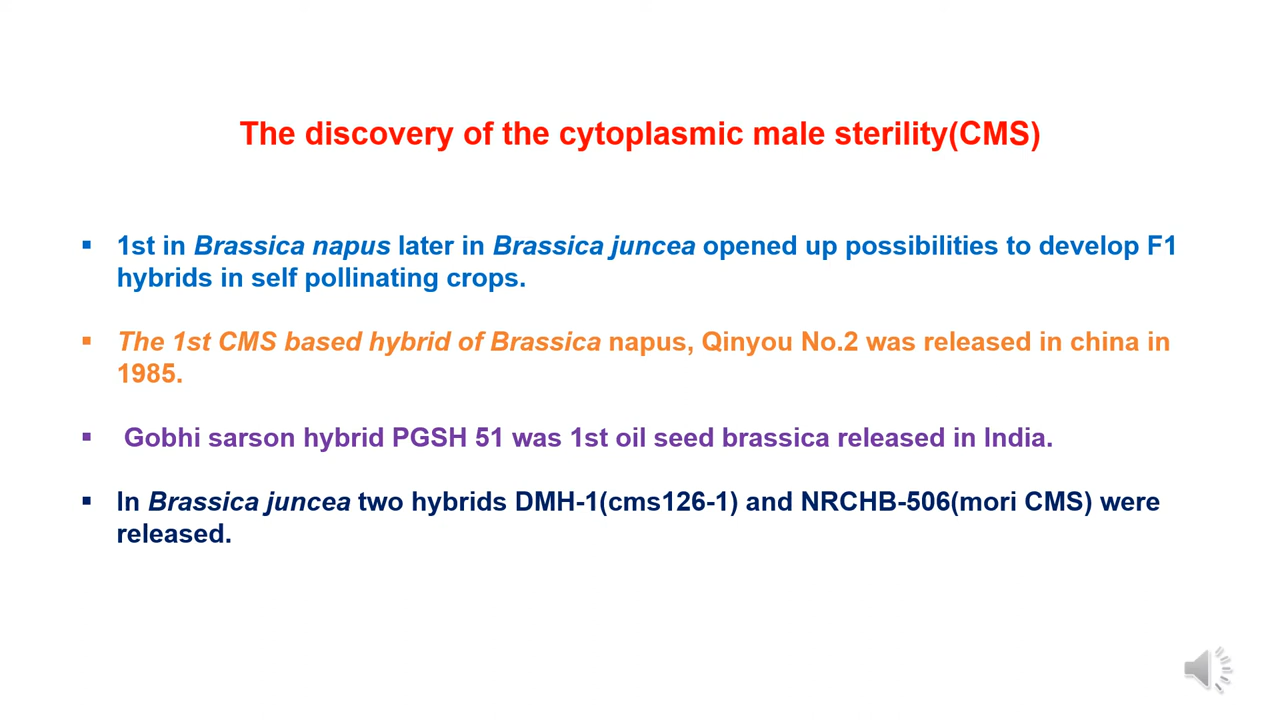 The discovery of the cytoplasmic male sterility(CMS)
▪ 1st in Brassica napus later in Brassica juncea opened up possibilities to develop F1
hybrids in self pollinating crops.
▪ The 1st CMS based hybrid of Brassica napus, Qinyou No.2 was released in china in
1985.
▪ Gobhi sarson hybrid PGSH 51 was 1st oil seed brassica released in India.
▪ In Brassica juncea two hybrids DMH-1(cms126-1) and NRCHB-506(mori CMS) were
released.